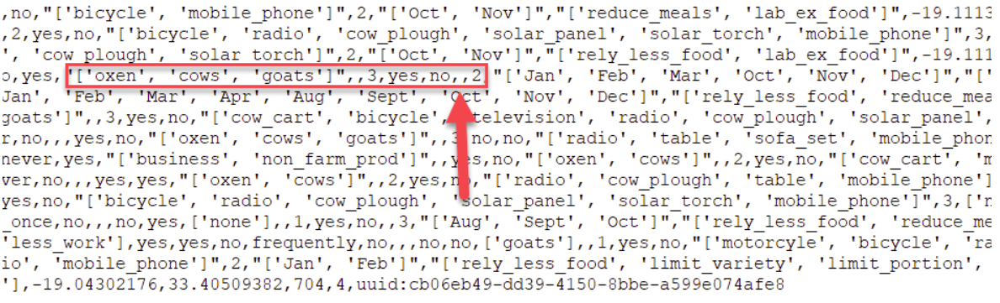 ,no,"['bicycle', 'mobile_phone']",2,"['Oct', 'Nov']","['reduce_meals', 'lab_ex_food']",-19.1113
,2,yes,no,"['bicycle', 'radio', 'cow_plough', 'solar_panel', 'solar_torch', 'mobile_phone']",3,
', 'cow_plough', 'solar_torch']",2,"['Oct', 'Nov']","['rely_less_food', 'lab_ex_food']",-19.111
o,yes,"['oxen', 'cows', 'goats']",,3,yes,no,,2,"['Jan', 'Feb', 'Mar', 'Oct', 'Nov', 'Dec']","['
Jan', 'Feb', 'Mar', 'Apr', 'Aug', 'Sept', 'Oct', 'Nov', 'Dec']","['rely_less_food', 'reduce_mea
goats']",,3,yes,no,"['cow_cart', 'bicycle', 'television', 'radio', 'cow_plough', 'solar_panel',
r,no,,,yes,no,"['oxen', 'cows', 'goats']",,3,no,no,"['radio', 'table', 'sofa_set', 'mobile_phon
never,yes,"['business', 'non_farm_prod']",,yes,no,"['oxen', 'cows']",,2,yes,no,"['cow_cart', 'm
ver,no,,,yes,yes,"['oxen', 'cows']",,2,yes,no,"['radio', 'cow_plough', 'table', 'mobile_phone']
yes,no,"['bicycle', 'radio', 'cow_plough', 'solar_panel', 'solar_torch', 'mobile_phone']",3,['n
_once,no,,,no,yes,['none'],,1,yes,no,,3,"['Aug', 'Sept', 'Oct']","['rely_less_food', 'reduce_me
'less_work'],yes,yes,no,frequently,no,,,no,no,['goats'],,1,yes,no,"['motorcyle', 'bicycle', 'ra
io', 'mobile_phone']",2,"['Jan', 'Feb']","['rely_less_food', 'limit_variety', 'limit_portion',
'],-19.04302176,33.40509382,704,4,uuid:cb06eb49-dd39-4150-8bbe-a599e074afe8